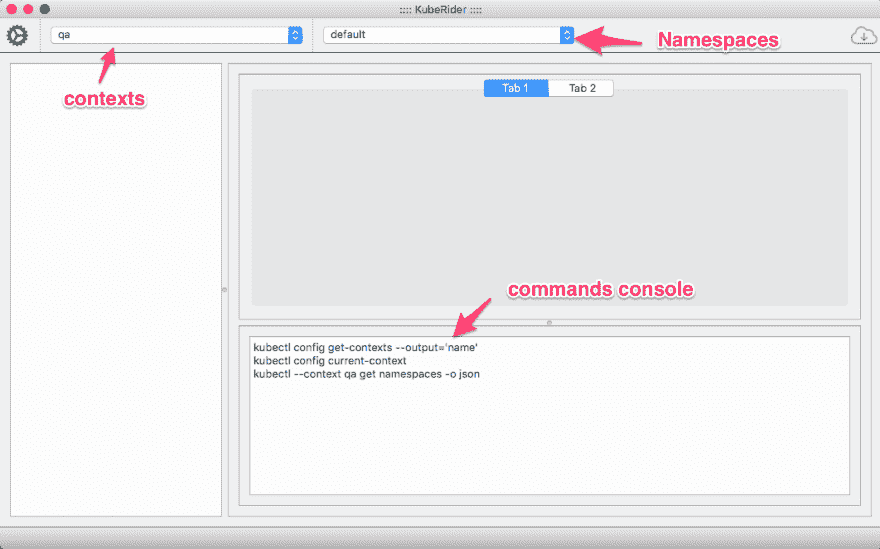 :::: KubeRider ::::
qa
default
Namespaces
contexts
Tab 1
Tab 2
commands console
kubectl config get-contexts --output='name'
kubectl config current-context
kubectl --context qa get namespaces -o json